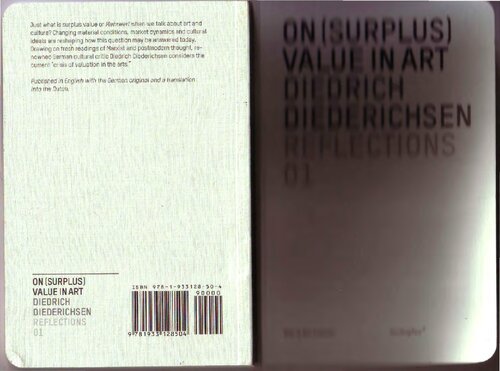 Just what is surplus value or Mehrwert when we talk about art and
culture? Changing material conditions, market dynamics and cultural
ideals are reshaping how this question may be answered today.
Drawing on fresh readings of Marxist and postmodern thought, re-
nowned German cultural critic Diedrich Diederichsen considers the
current "crisis of valuation in the arts."
Published in English with the German original and a translation
into the Dutch.
ON (SURPLUS)
VALUE IN ART
DIEDRICH
DIEDERICHSEN
REFLECTIONS
01
ISBN 978-1-933128-50-4
90000
9 781933 128504
ON (SURPLUS)
VALUE IN ART
DIEDRICH
DIEDERICHSEN
REFLECTIONS
01